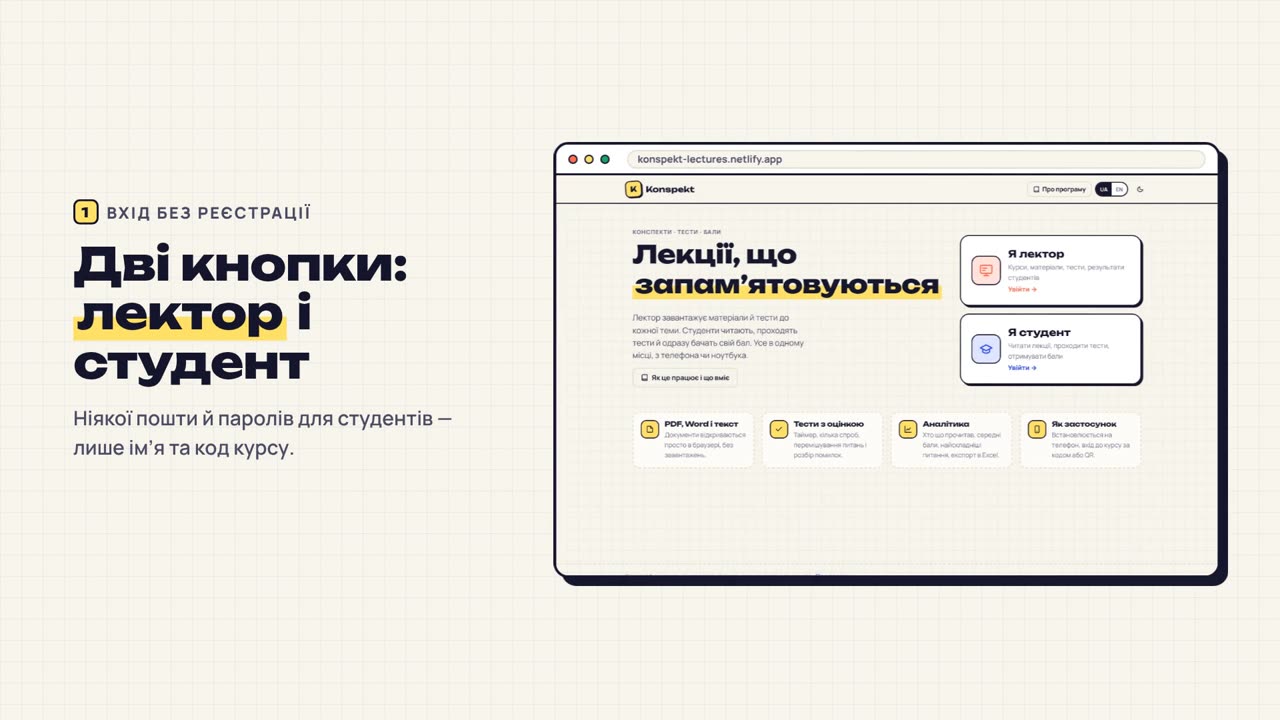 1 ВХІД БЕЗ РЕЄСТРАЦІЇ
Дві кнопки:
лектор і
студент
Ніякої пошти й паролів для студентів —
лише ім’я та код курсу.
konspekt-lectures.netlify.app
K Konspekt
Про програму
UA EN
КОНСПЕКТИ · ТЕСТИ · БАЛИ
Лекції, що
запам’ятовуються
Лектор завантажує матеріали й тести до
кожної теми. Студенти читають, проходять
тести й одразу бачать свій бал. Усе в одному
місці, з телефона чи ноутбука.
Як це працює і що вміє
Я лектор
Курси, матеріали, тести, результати
студентів
Увійти →
Я студент
Читати лекції, проходити тести,
отримувати бали
Увійти →
PDF, Word і текст
Документи відкриваються
просто в браузері, без
завантажень.
Тести з оцінкою
Таймер, кілька спроб,
перемішування питань і
розбір помилок.
Аналітика
Хто що прочитав, середні
бали, найскладніші
питання, експорт в Excel.
Як застосунок
Встановлюється на
телефон, вхід до курсу за
кодом або QR.